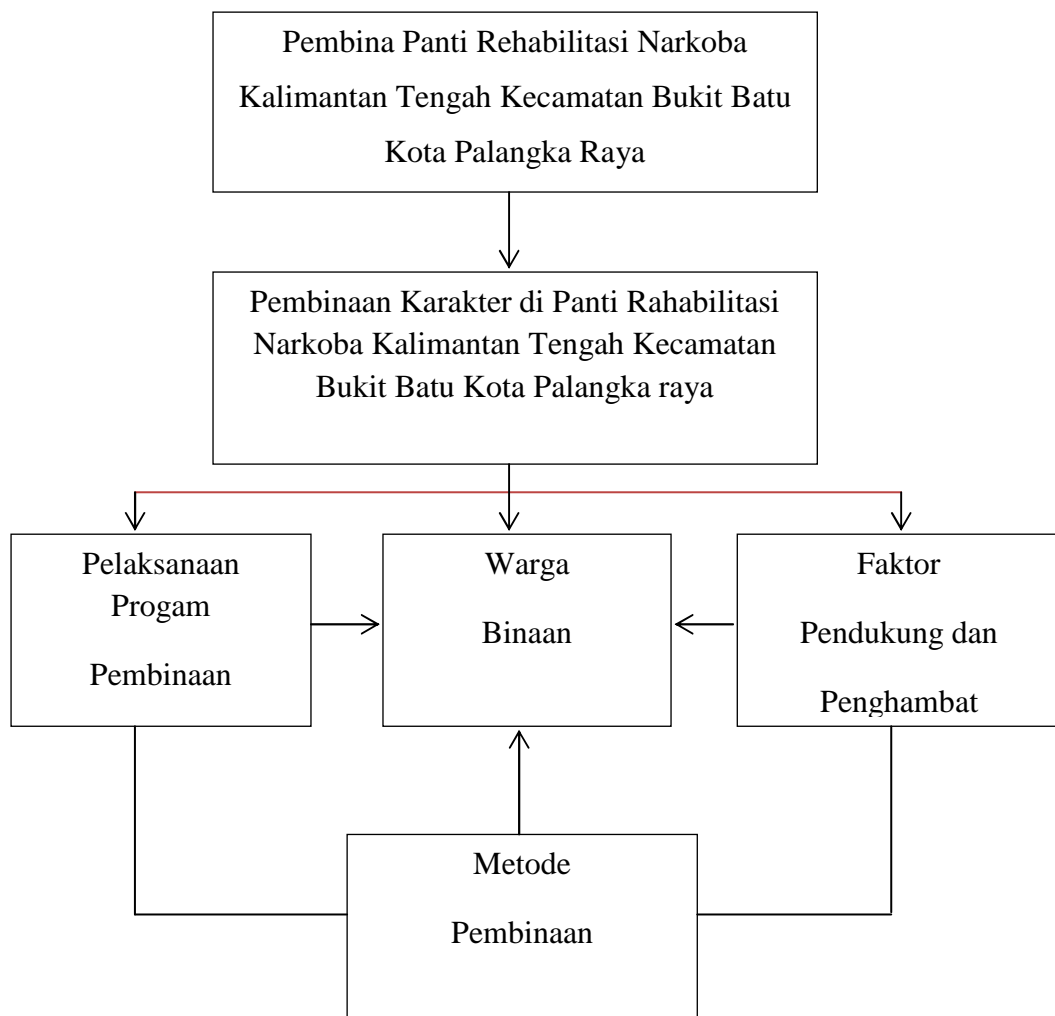 Pembina Panti Rehabilitasi Narkoba
Kalimantan Tengah Kecamatan Bukit Batu
Kota Palangka Raya
Pembinaan Karakter di Panti Rahabilitasi
Narkoba Kalimantan Tengah Kecamatan
Bukit Batu Kota Palangka raya
Pelaksanaan
Progam
Pembinaan
Warga
Binaan
Faktor
Pendukung dan
Penghambat
Metode
Pembinaan